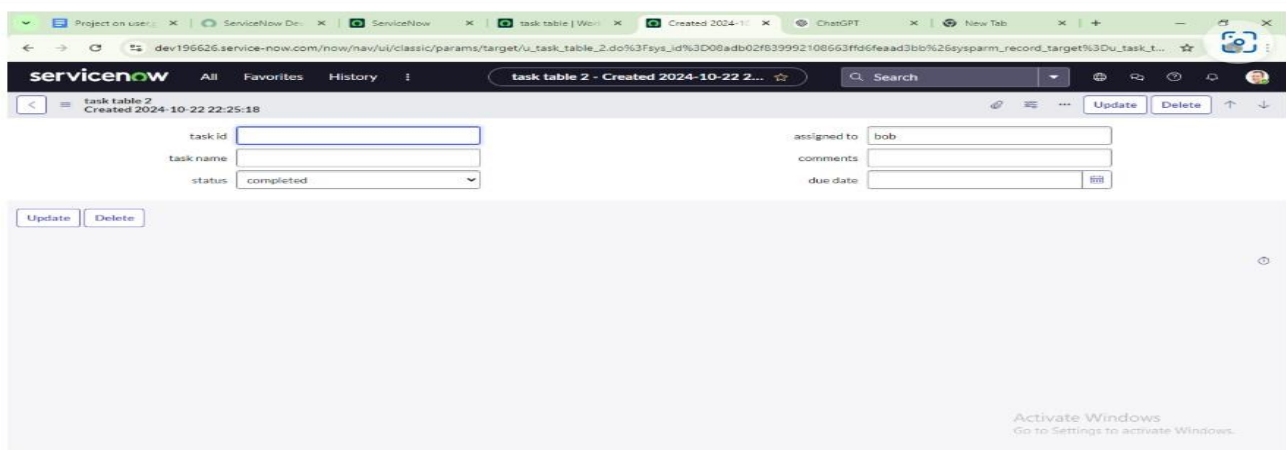 Project on user
ServiceNow De
ServiceNow
task table | Wor
Created 2024-1
ChatGPT
New Tab
dev196626.service-now.com/now/nav/ui/classic/params/target/u_task_table_2.do%3Fsys_id%3D08adb02f839992108663ffd6feaad3bb%26sysparm_record_target%3Du_task_t...
servicenow All Favorites History
task table 2 - Created 2024-10-22 2...
Search
task table 2
Created 2024-10-22 22:25:18
Update Delete
task id
assigned to bob
task name
comments
status completed
due date
Update Delete
Activate Windows
Go to Settings to activate Windows.